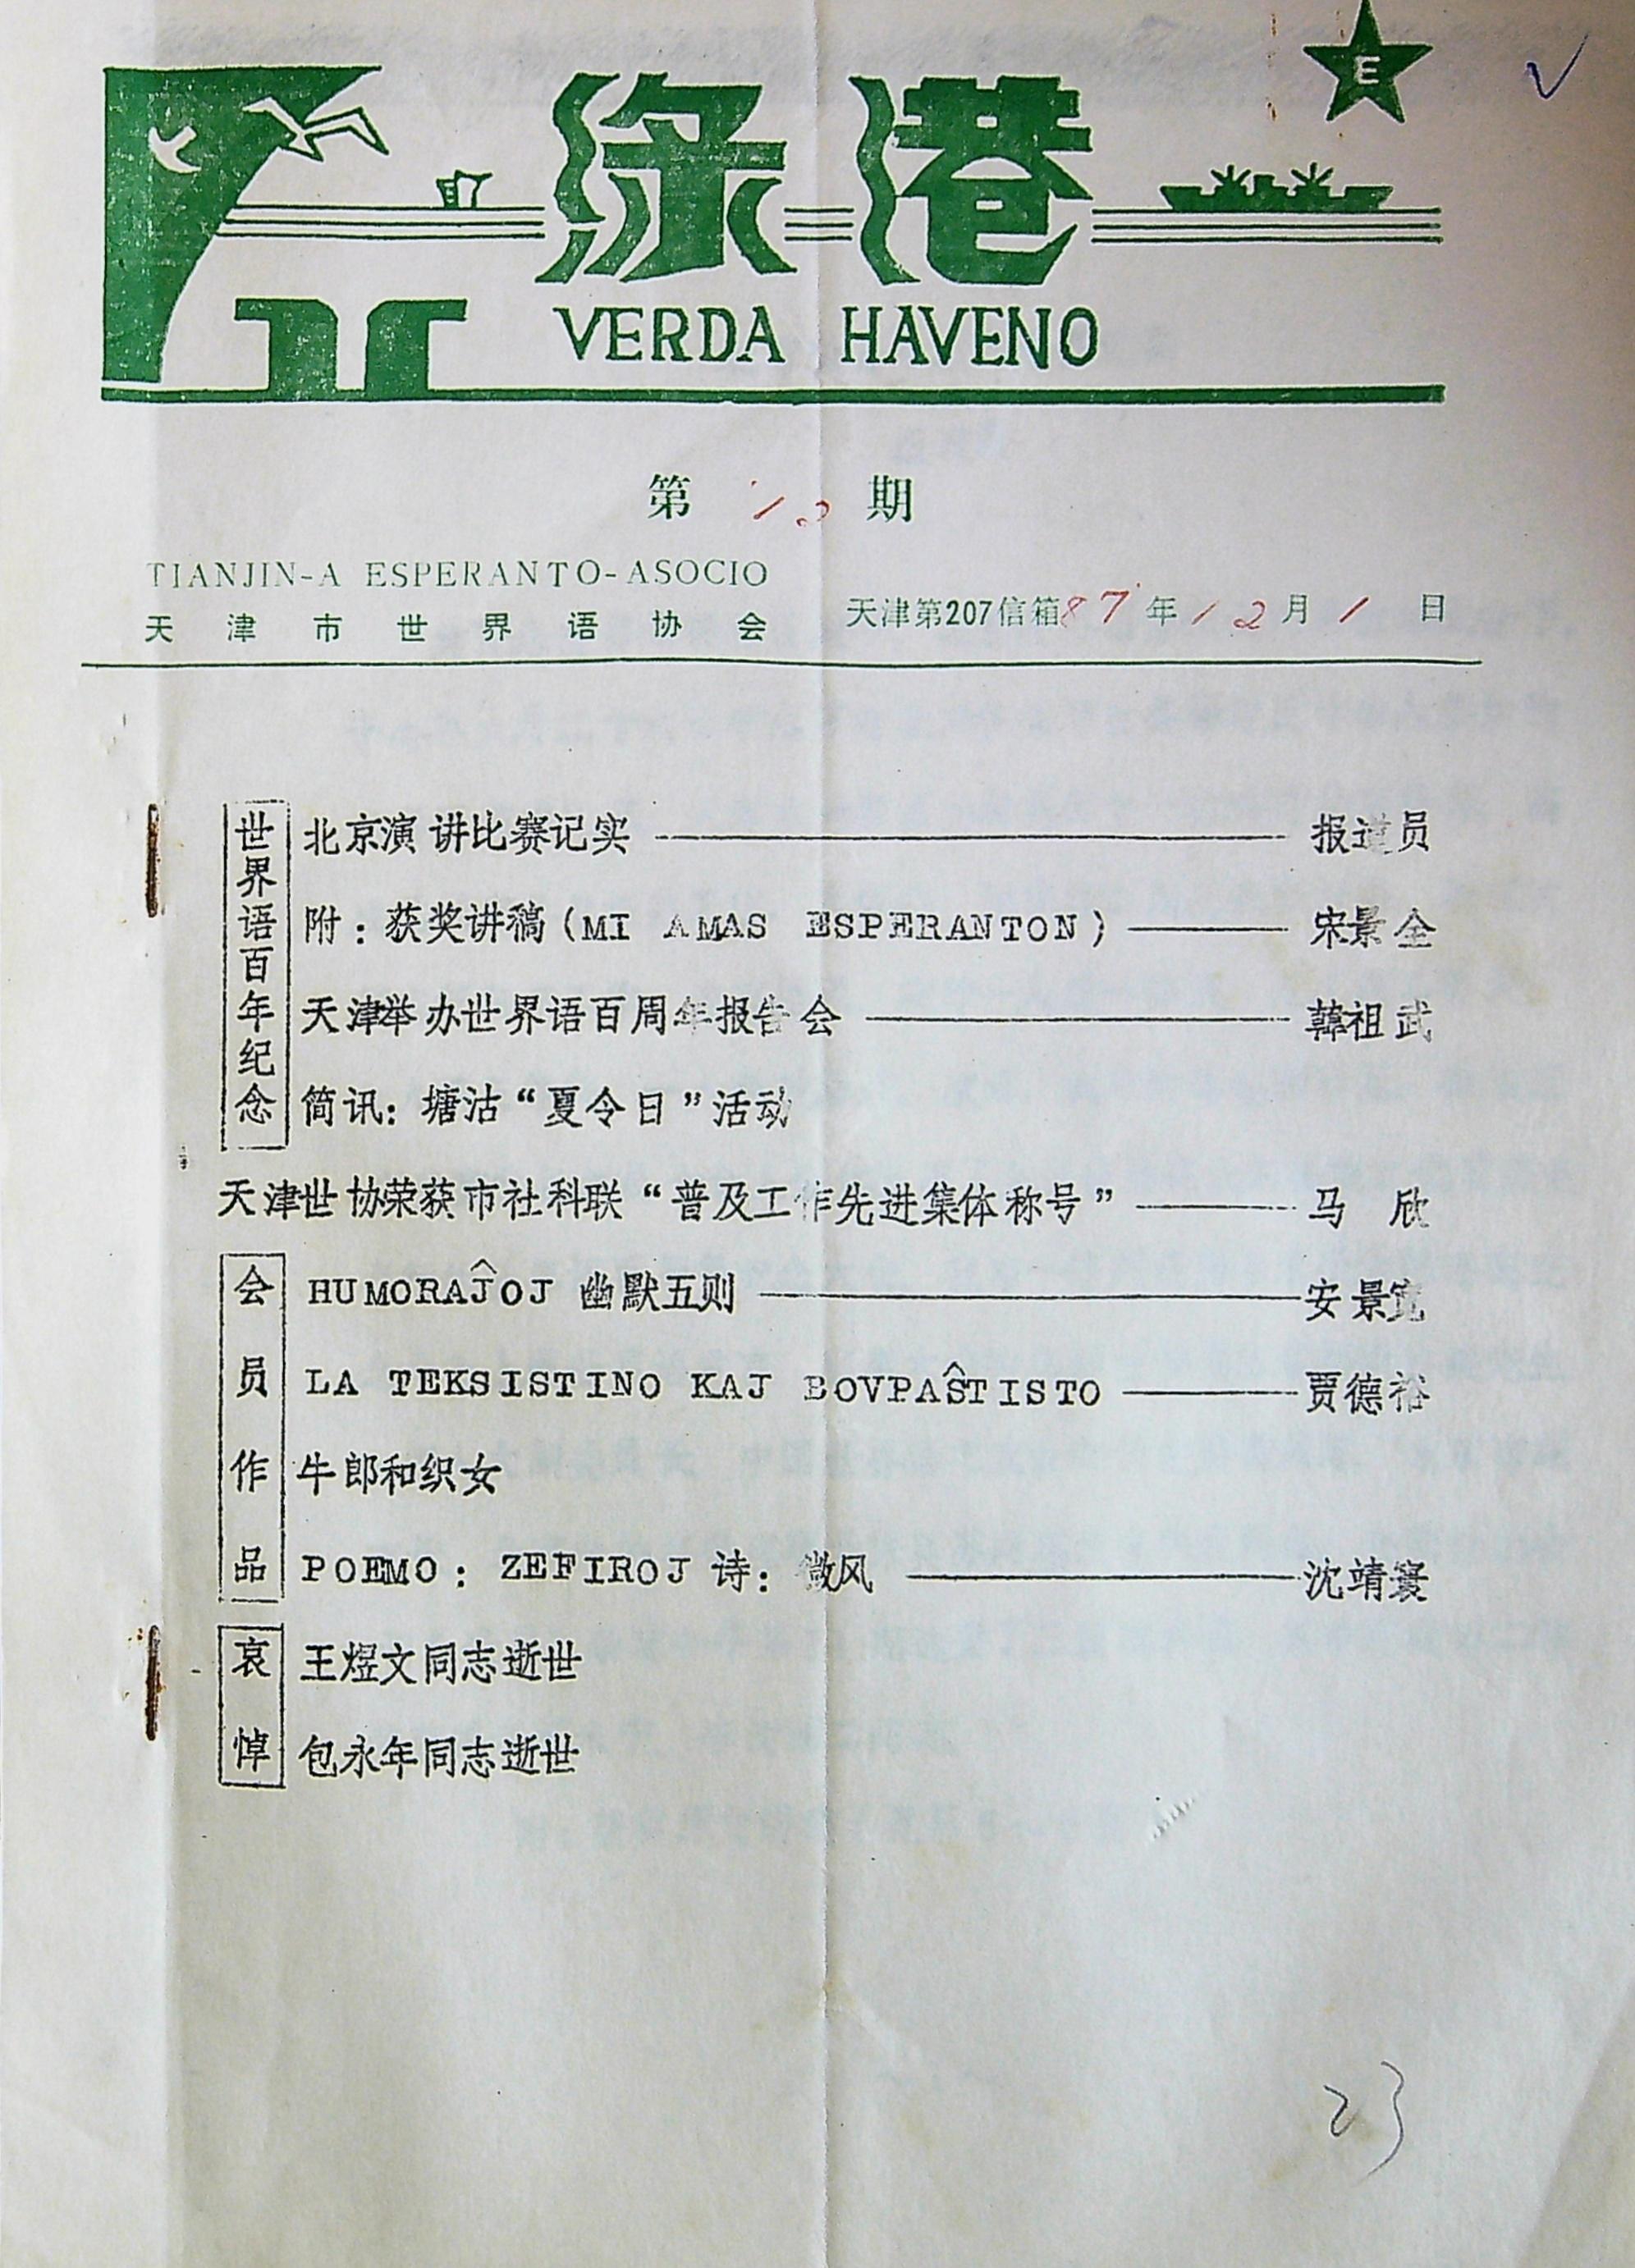 E
绿港
VERDA HAVENO
第 期
TIANJIN-A ESPERANTO-ASOCIO
天津市世界语协会
天津第207信箱 87年12月1日
世界语百年纪念
北京演讲比赛记实 报道员
附：获奖讲稿（MI AMAS ESPERANTON） 宋景全
天津举办世界语百周年报告会 韓祖武
简讯：塘沽“夏令日”活动
天津世协荣获市社科联“普及工作先进集体称号” 马欣
会员作品
HUMORAĴOJ 幽默五则 安景宽
LA TEKSISTINO KAJ BOVPAŜTISTO 贾德裕
牛郎和织女
POEMO: ZEFIROJ 诗：微风 沈靖寰
哀悼
王煜文同志逝世
包永年同志逝世
23